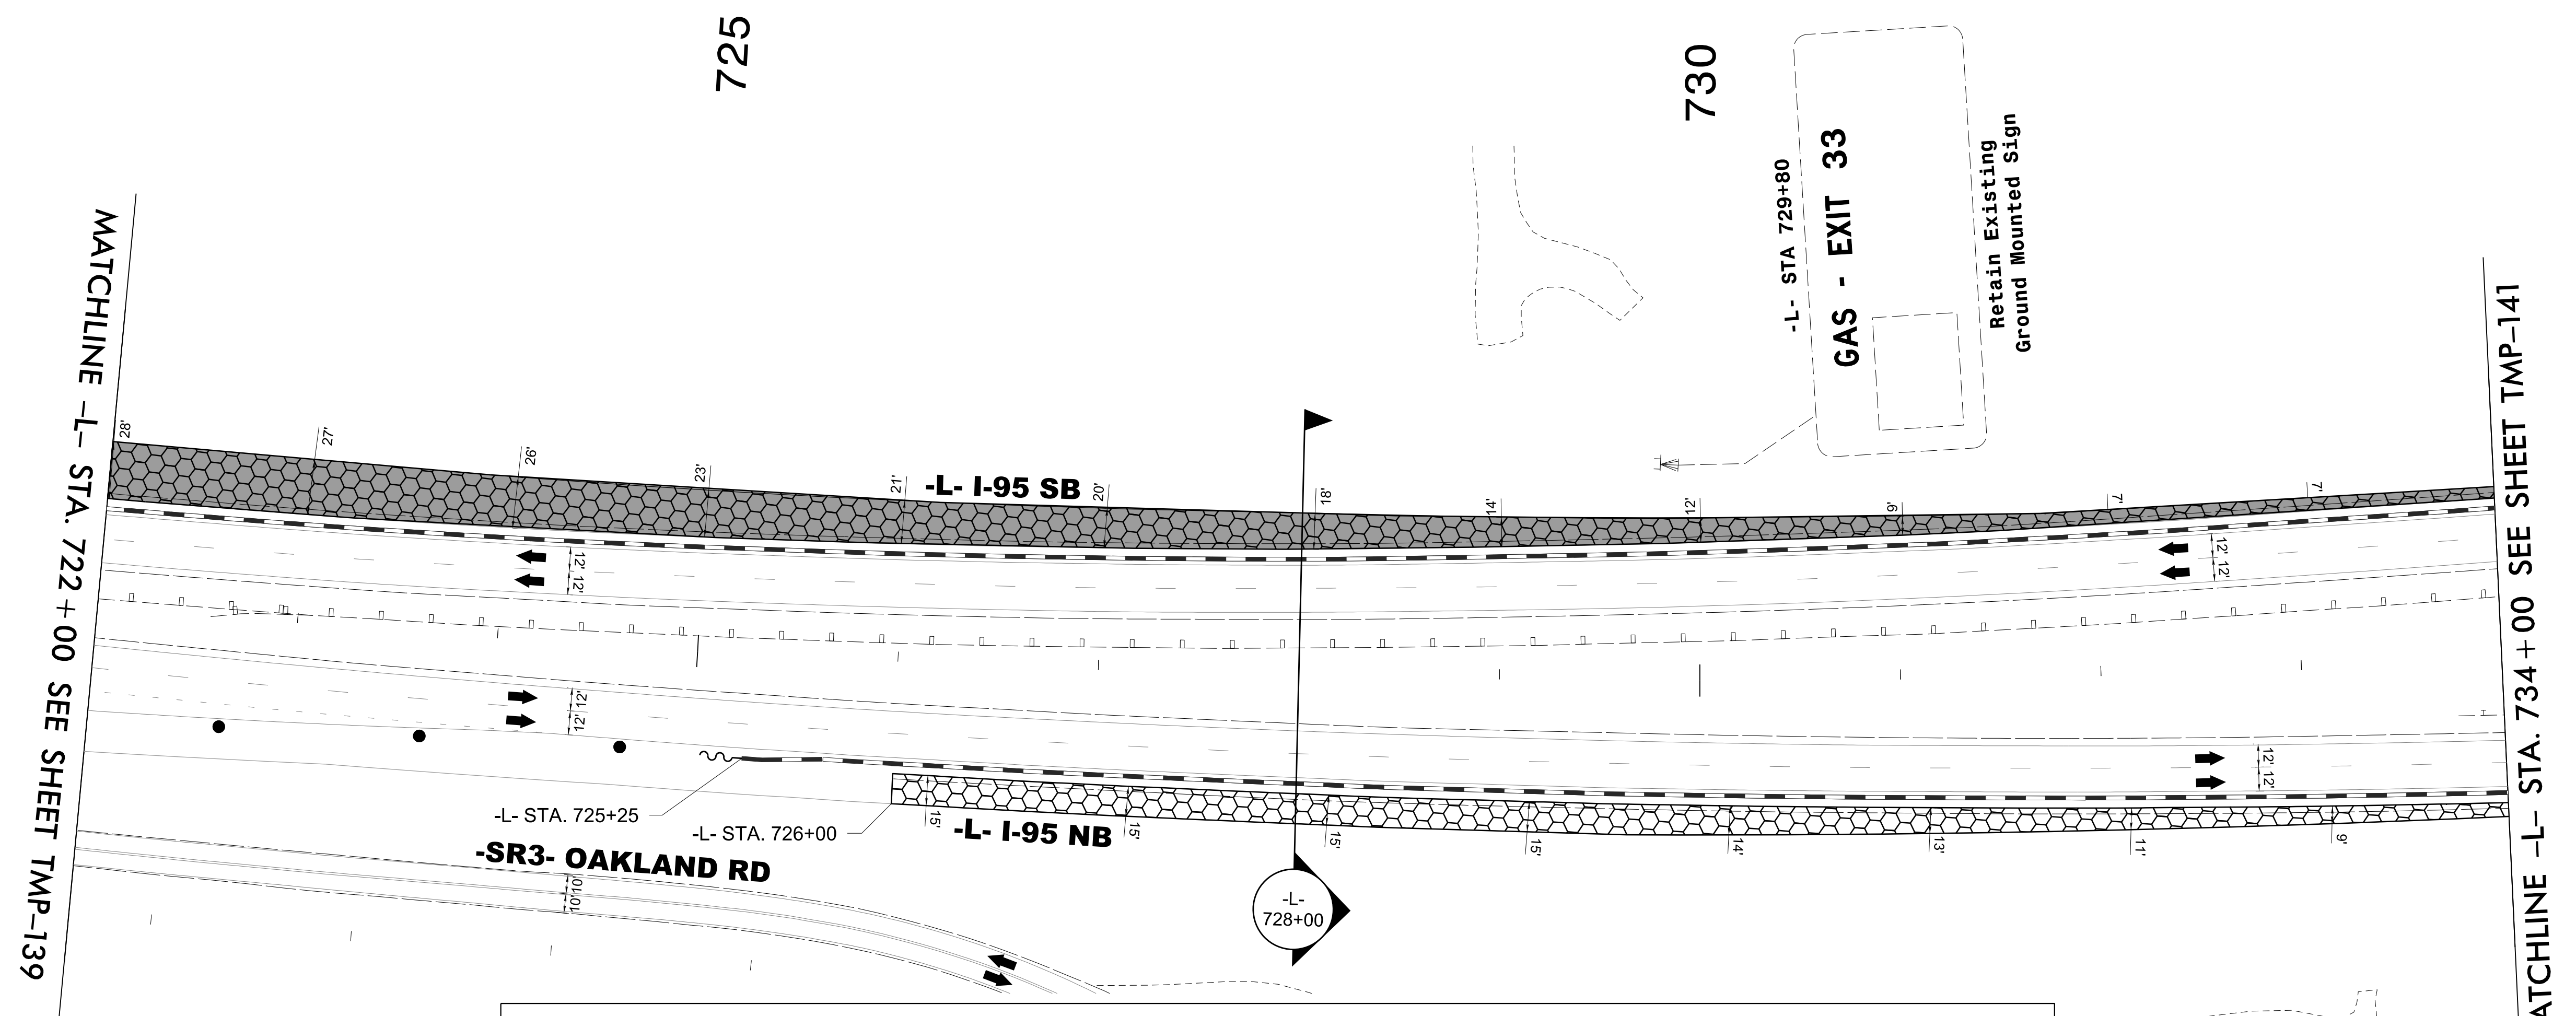 725
730
MATCHLINE -L- STA. 722+00 SEE SHEET TMP-139
-L- STA 729+80
GAS - EXIT 33
Retain Existing
Ground Mounted Sign
MATCHLINE -L- STA. 734+00 SEE SHEET TMP-141
28'
27'
26'
23'
21'
-L- I-95 SB
20'
18'
14'
12'
9'
7'
7'
12'
12'
12'
12'
12'
12'
12'
12'
-L- STA. 725+25
-L- STA. 726+00
15'
-L- I-95 NB
15'
15'
15'
14'
13'
11'
9'
-SR3- OAKLAND RD
10'
10'
-L-
728+00